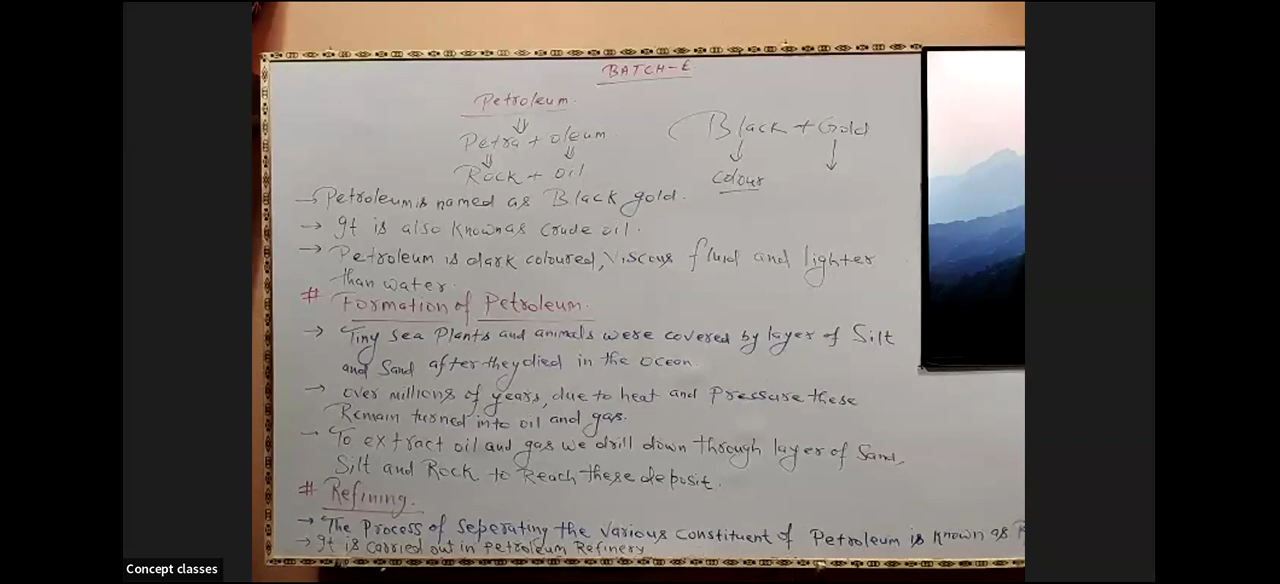 BATCH-E
Petroleum.
⇓
Petra + oleum
⇓ ⇓
Rock + oil
Black + Gold
↓ ↓
Colour
→ Petroleum is named as Black gold.
→ It is also known as Crude oil.
→ Petroleum is dark coloured, Viscous fluid and lighter
than water.
# Formation of Petroleum.
→ Tiny sea Plants and animals were covered by layer of Silt
and Sand after they died in the ocean.
→ over millions of years, due to heat and Pressure these
Remain turned into oil and gas.
→ To extract oil and gas we drill down through layer of Sand,
Silt and Rock to Reach these deposit.
# Refining.
→ The Process of Seperating the various constituent of Petroleum is known as
→ It is carried out in Petroleum Refinery
Concept classes